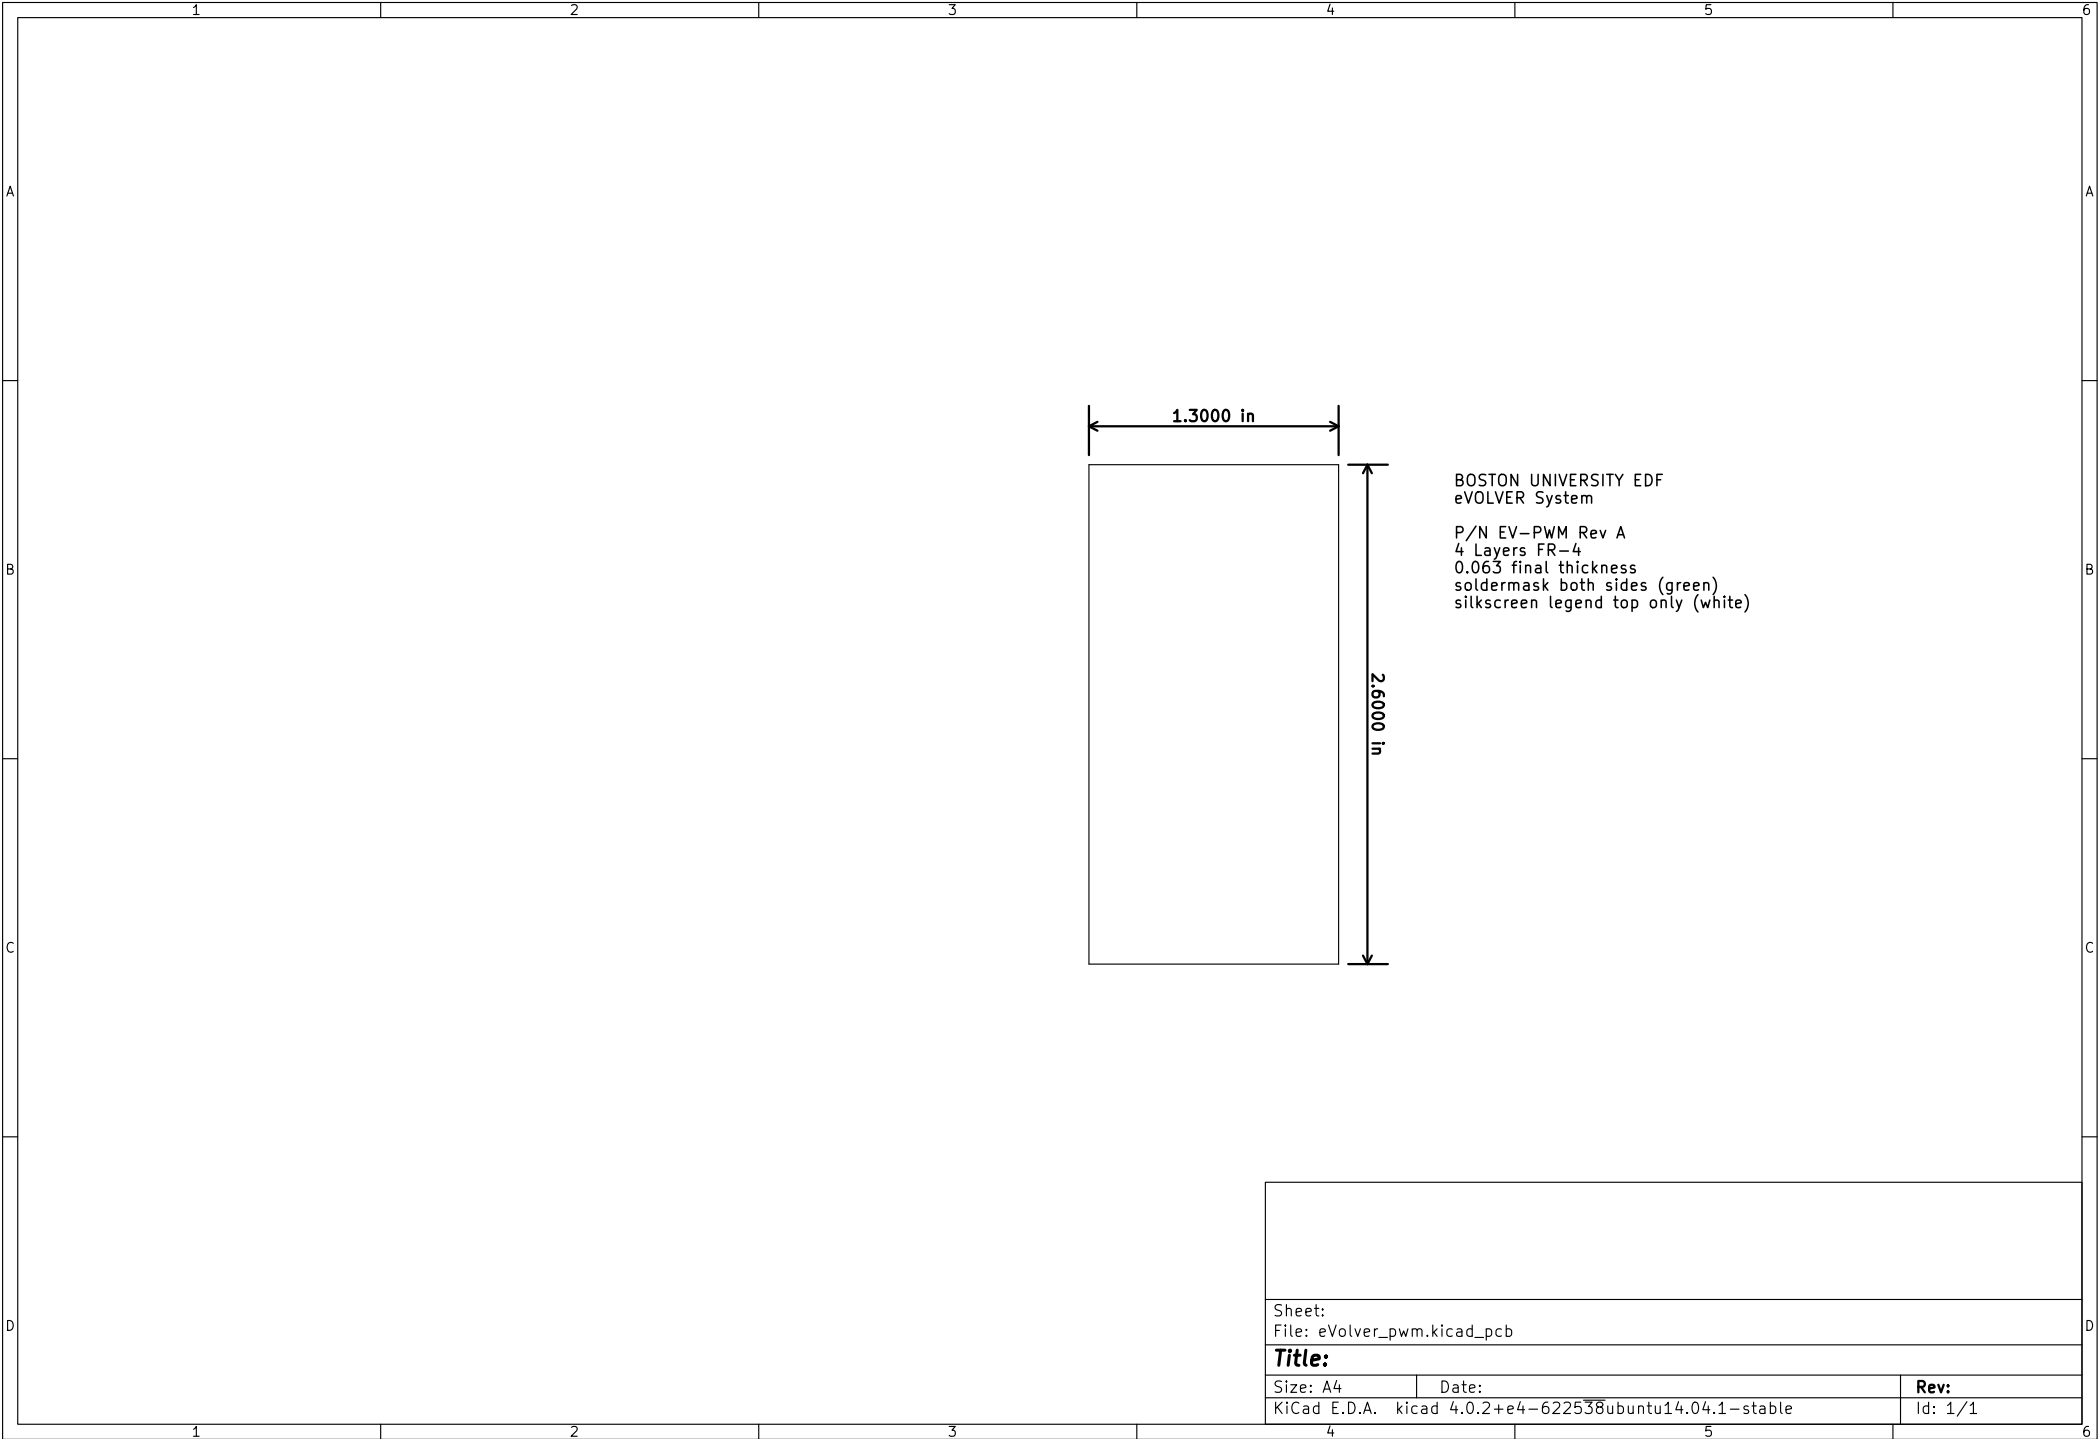 1 2 3 4 5 6
A A
1.3000 in
BOSTON UNIVERSITY EDF
eVOLVER System
P/N EV-PWM Rev A
4 Layers FR-4
0.063 final thickness
soldermask both sides (green)
silkscreen legend top only (white)
B B
2.6000 in
C C
Sheet:
File: eVolver_pwm.kicad_pcb
D D
Title:
Size: A4 Date: Rev:
KiCad E.D.A. kicad 4.0.2+e4-622538ubuntu14.04.1-stable Id: 1/1
1 2 3 4 5 6